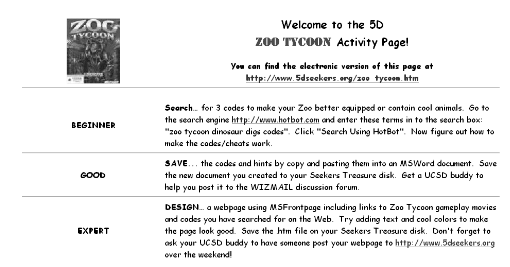 ZOO
TYCOON
Welcome to the 5D
ZOO TYCOON Activity Page!
You can find the electronic version of this page at
http://www.5dseekers.org/zoo_tycoon.htm
BEGINNER
Search… for 3 codes to make your Zoo better equipped or contain cool animals. Go to
the search engine http://www.hotbot.com and enter these terms in to the search box:
"zoo tycoon dinosaur digs codes". Click "Search Using HotBot". Now figure out how to
make the codes/cheats work.
GOOD
SAVE... the codes and hints by copy and pasting them into an MSWord document. Save
the new document you created to your Seekers Treasure disk. Get a UCSD buddy to
help you post it to the WIZMAIL discussion forum.
EXPERT
DESIGN… a webpage using MSFrontpage including links to Zoo Tycoon gameplay movies
and codes you have searched for on the Web. Try adding text and cool colors to make
the page look good. Save the .htm file on your Seekers Treasure disk. Don't forget to
ask your UCSD buddy to have someone post your webpage to http://www.5dseekers.org
over the weekend!